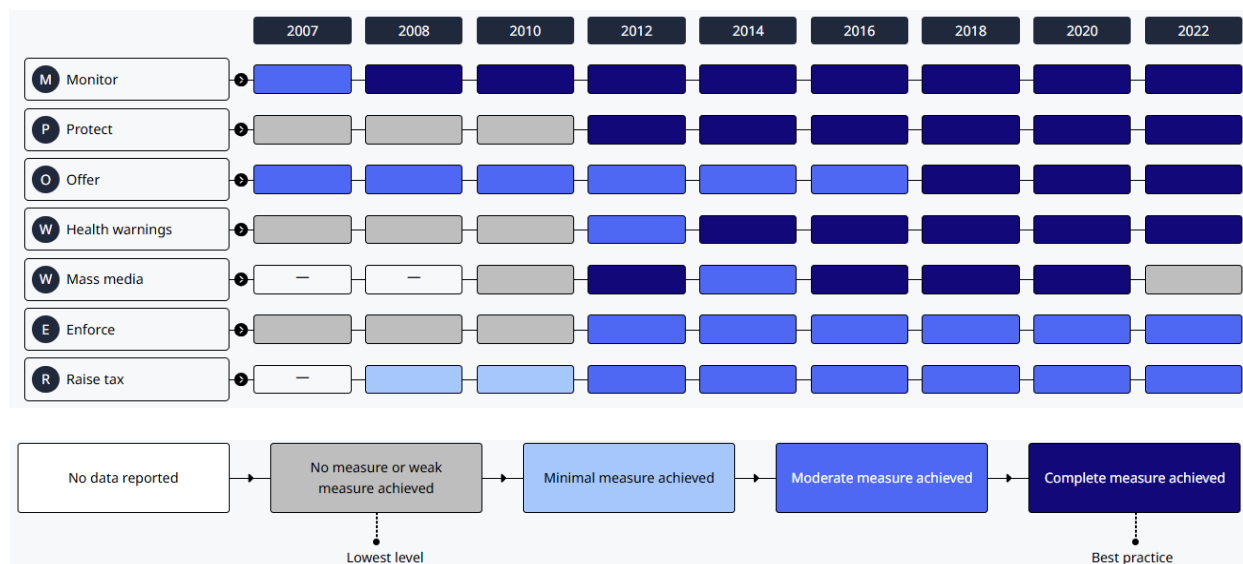 2007 2008 2010 2012 2014 2016 2018 2020 2022
M Monitor
P Protect
O Offer
W Health warnings
W Mass media — —
E Enforce
R Raise tax —
No data reported
No measure or weak
measure achieved
Minimal measure achieved
Moderate measure achieved
Complete measure achieved
Lowest level
Best practice